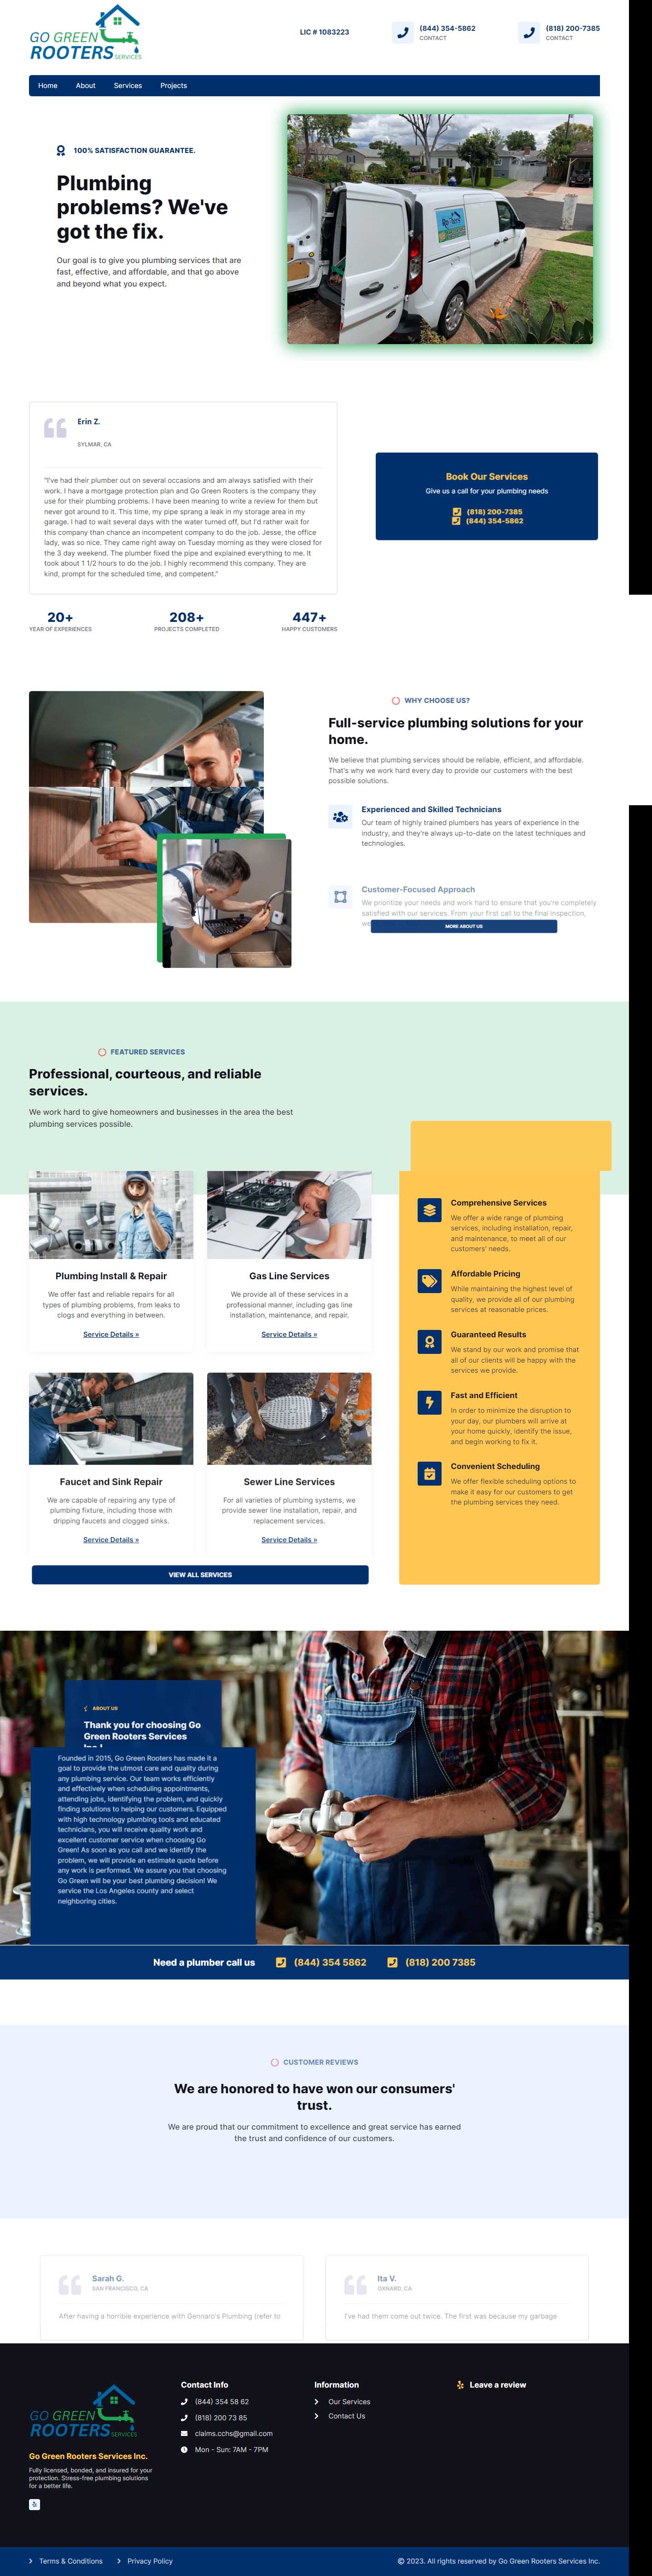 GO GREEN
ROOTERS SERVICES
LIC # 1083223
(844) 354-5862
CONTACT
(818) 200-7385
CONTACT
Home About Services Projects
100% SATISFACTION GUARANTEE.
Plumbing
problems? We've
got the fix.
Our goal is to give you plumbing services that are
fast, effective, and affordable, and that go above
and beyond what you expect.
Erin Z.
SYLMAR, CA
"I've had their plumber out on several occasions and am always satisfied with their
work. I have a mortgage protection plan and Go Green Rooters is the company they
use for their plumbing problems. I have been meaning to write a review for them but
never got around to it. This time, my pipe sprang a leak in my storage area in my
garage. I had to wait several days with the water turned off, but I'd rather wait for
this company than chance an incompetent company to do the job. Jesse, the office
lady, was so nice. They came right away on Tuesday morning as they were closed for
the 3 day weekend. The plumber fixed the pipe and explained everything to me. It
took about 1 1/2 hours to do the job. I highly recommend this company. They are
kind, prompt for the scheduled time, and competent."
Book Our Services
Give us a call for your plumbing needs
(818) 200-7385
(844) 354-5862
20+
YEAR OF EXPERIENCES
208+
PROJECTS COMPLETED
447+
HAPPY CUSTOMERS
WHY CHOOSE US?
Full-service plumbing solutions for your
home.
We believe that plumbing services should be reliable, efficient, and affordable.
That's why we work hard every day to provide our customers with the best
possible solutions.
Experienced and Skilled Technicians
Our team of highly trained plumbers has years of experience in the
industry, and they're always up-to-date on the latest techniques and
technologies.
Customer-Focused Approach
We prioritize your needs and work hard to ensure that you're completely
satisfied with our services. From your first call to the final inspection,
we
MORE ABOUT US
FEATURED SERVICES
Professional, courteous, and reliable
services.
We work hard to give homeowners and businesses in the area the best
plumbing services possible.
Plumbing Install & Repair
We offer fast and reliable repairs for all
types of plumbing problems, from leaks to
clogs and everything in between.
Service Details »
Gas Line Services
We provide all of these services in a
professional manner, including gas line
installation, maintenance, and repair.
Service Details »
Faucet and Sink Repair
We are capable of repairing any type of
plumbing fixture, including those with
dripping faucets and clogged sinks.
Service Details »
Sewer Line Services
For all varieties of plumbing systems, we
provide sewer line installation, repair, and
replacement services.
Service Details »
VIEW ALL SERVICES
Comprehensive Services
We offer a wide range of plumbing
services, including installation, repair,
and maintenance, to meet all of our
customers' needs.
Affordable Pricing
While maintaining the highest level of
quality, we provide all of our plumbing
services at reasonable prices.
Guaranteed Results
We stand by our work and promise that
all of our clients will be happy with the
services we provide.
Fast and Efficient
In order to minimize the disruption to
your day, our plumbers will arrive at
your home quickly, identify the issue,
and begin working to fix it.
Convenient Scheduling
We offer flexible scheduling options to
make it easy for our customers to get
the plumbing services they need.
ABOUT US
Thank you for choosing Go
Green Rooters Services
Inc.!
Founded in 2015, Go Green Rooters has made it a
goal to provide the utmost care and quality during
any plumbing service. Our team works efficiently
and effectively when scheduling appointments,
attending jobs, identifying the problem, and quickly
finding solutions to helping our customers. Equipped
with high technology plumbing tools and educated
technicians, you will receive quality work and
excellent customer service when choosing Go
Green! As soon as you call and we identify the
problem, we will provide an estimate quote before
any work is performed. We assure you that choosing
Go Green will be your best plumbing decision! We
service the Los Angeles county and select
neighboring cities.
Need a plumber call us (844) 354 5862 (818) 200 7385
CUSTOMER REVIEWS
We are honored to have won our consumers'
trust.
We are proud that our commitment to excellence and great service has earned
the trust and confidence of our customers.
Sarah G.
SAN FRANCISCO, CA
After having a horrible experience with Gennaro's Plumbing (refer to
Ita V.
OXNARD, CA
I've had them come out twice. The first was because my garbage
GO GREEN
ROOTERS SERVICES
Go Green Rooters Services Inc.
Fully licensed, bonded, and insured for your
protection. Stress-free plumbing solutions
for a better life.
Contact Info
(844) 354 58 62
(818) 200 73 85
claims.cchs@gmail.com
Mon - Sun: 7AM - 7PM
Information
Our Services
Contact Us
Leave a review
Terms & Conditions Privacy Policy
© 2023. All rights reserved by Go Green Rooters Services Inc.